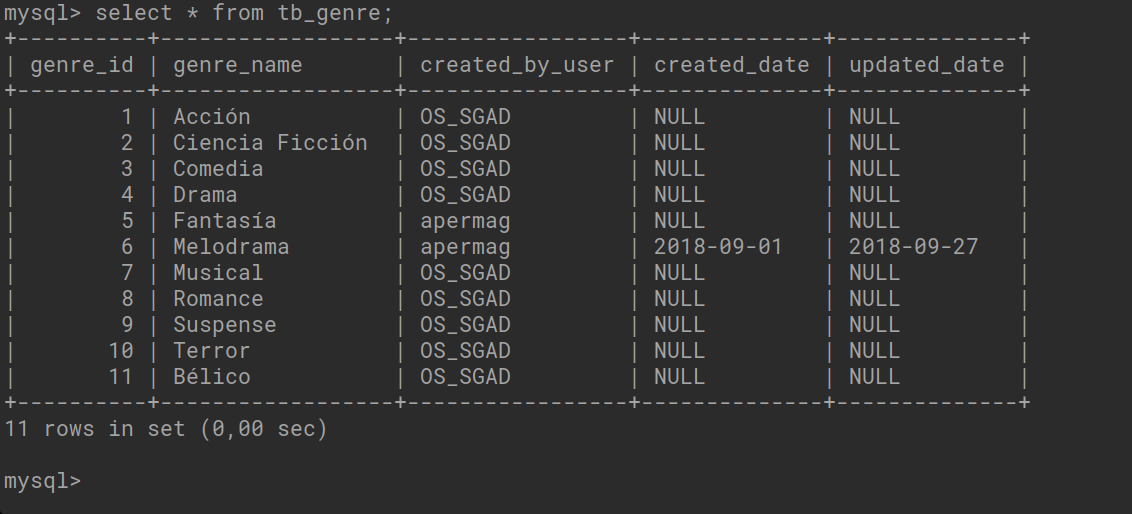 mysql> select * from tb_genre;
+----------+------------------+-----------------+--------------+--------------+
| genre_id | genre_name       | created_by_user | created_date | updated_date |
+----------+------------------+-----------------+--------------+--------------+
|        1 | Acción           | OS_SGAD         | NULL         | NULL         |
|        2 | Ciencia Ficción  | OS_SGAD         | NULL         | NULL         |
|        3 | Comedia          | OS_SGAD         | NULL         | NULL         |
|        4 | Drama            | OS_SGAD         | NULL         | NULL         |
|        5 | Fantasía         | apermag         | NULL         | NULL         |
|        6 | Melodrama        | apermag         | 2018-09-01   | 2018-09-27   |
|        7 | Musical          | OS_SGAD         | NULL         | NULL         |
|        8 | Romance          | OS_SGAD         | NULL         | NULL         |
|        9 | Suspense         | OS_SGAD         | NULL         | NULL         |
|       10 | Terror           | OS_SGAD         | NULL         | NULL         |
|       11 | Bélico           | OS_SGAD         | NULL         | NULL         |
+----------+------------------+-----------------+--------------+--------------+
11 rows in set (0,00 sec)
mysql>